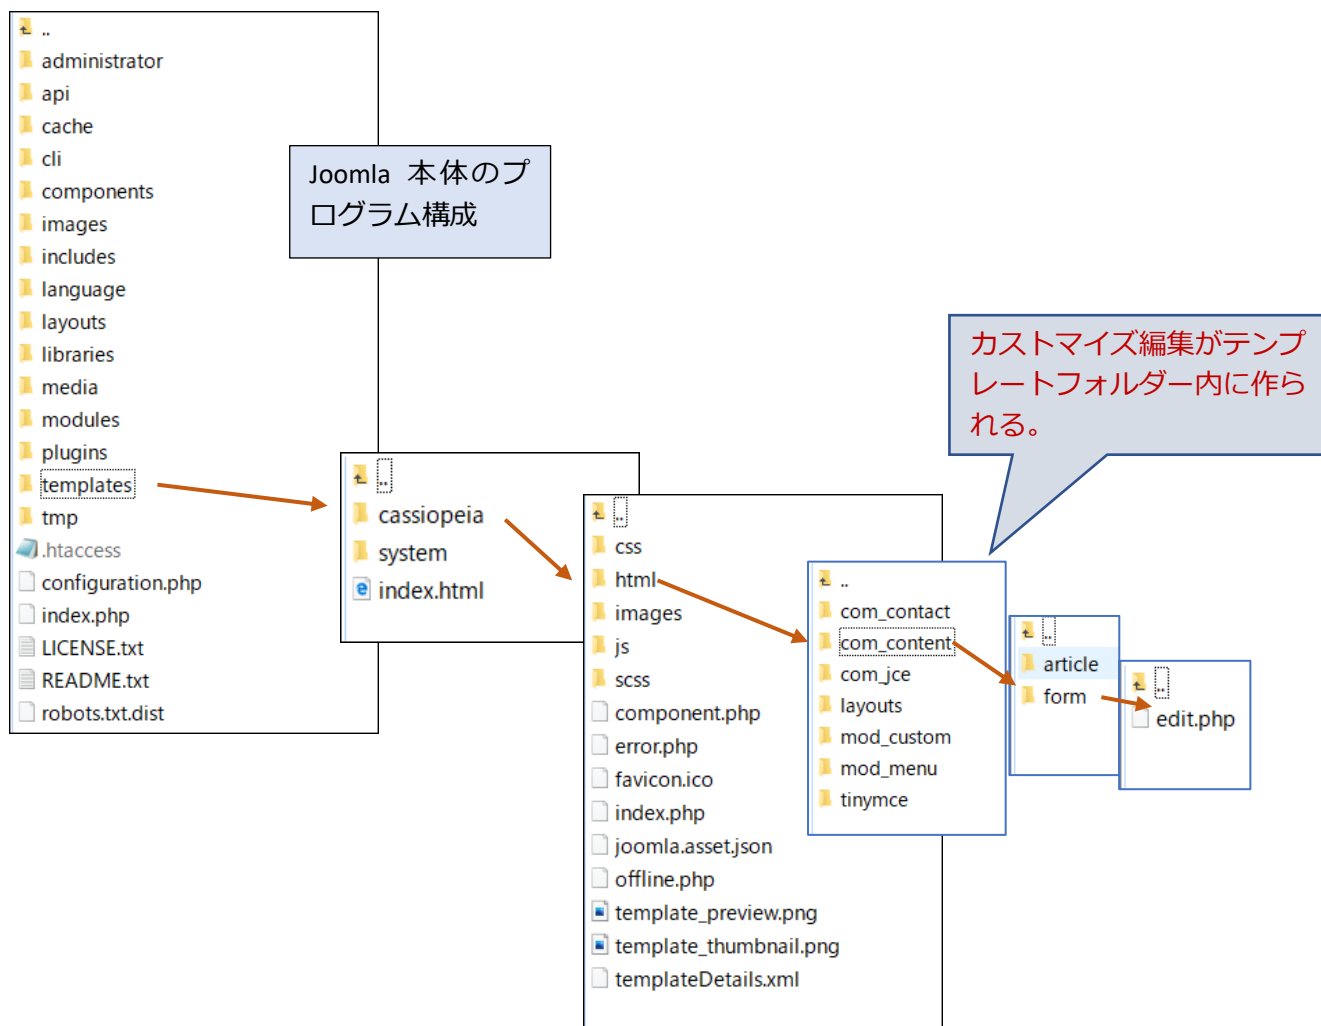 ..
administrator
api
cache
cli
components
images
includes
language
layouts
libraries
media
modules
plugins
templates
tmp
.htaccess
configuration.php
index.php
LICENSE.txt
README.txt
robots.txt.dist
Joomla 本体のプ
ログラム構成
..
cassiopeia
system
index.html
..
css
html
images
js
scss
component.php
error.php
favicon.ico
index.php
joomla.asset.json
offline.php
template_preview.png
template_thumbnail.png
templateDetails.xml
カストマイズ編集がテンプ
レートフォルダー内に作ら
れる。
..
com_contact
com_content
com_jce
layouts
mod_custom
mod_menu
tinymce
..
article
form
..
edit.php